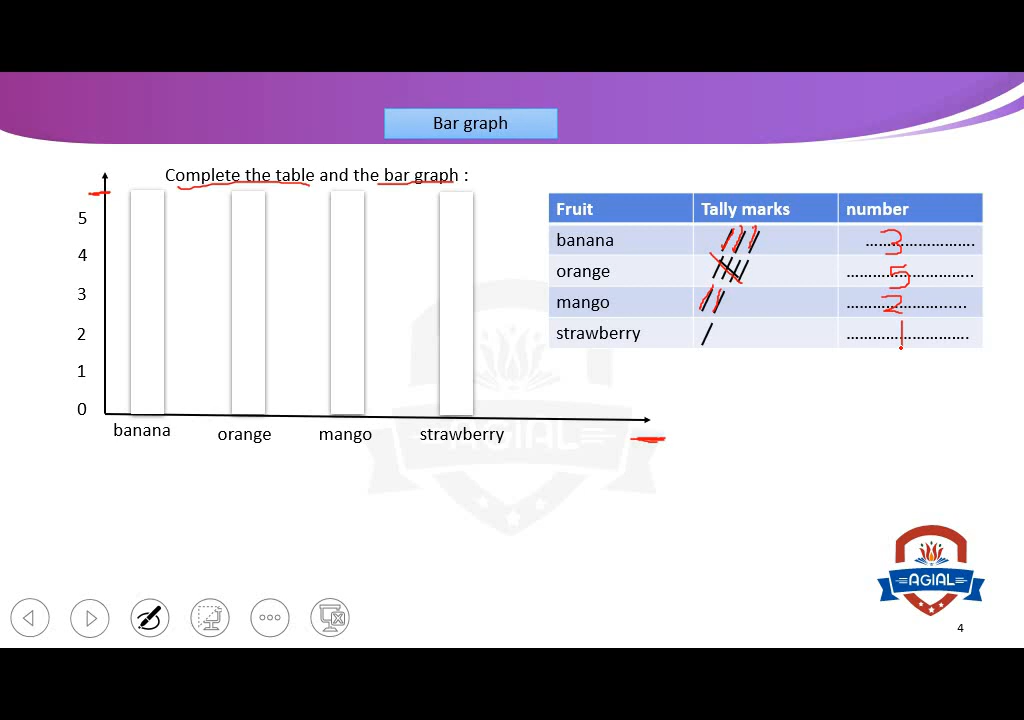 Bar graph
Complete the table and the bar graph :
5
4
3
2
1
0
banana orange mango strawberry
Fruit Tally marks number
banana ..........3..........
orange ..........5..........
mango ..........2..........
strawberry ..........1..........
AGIAL
AGIAL
4